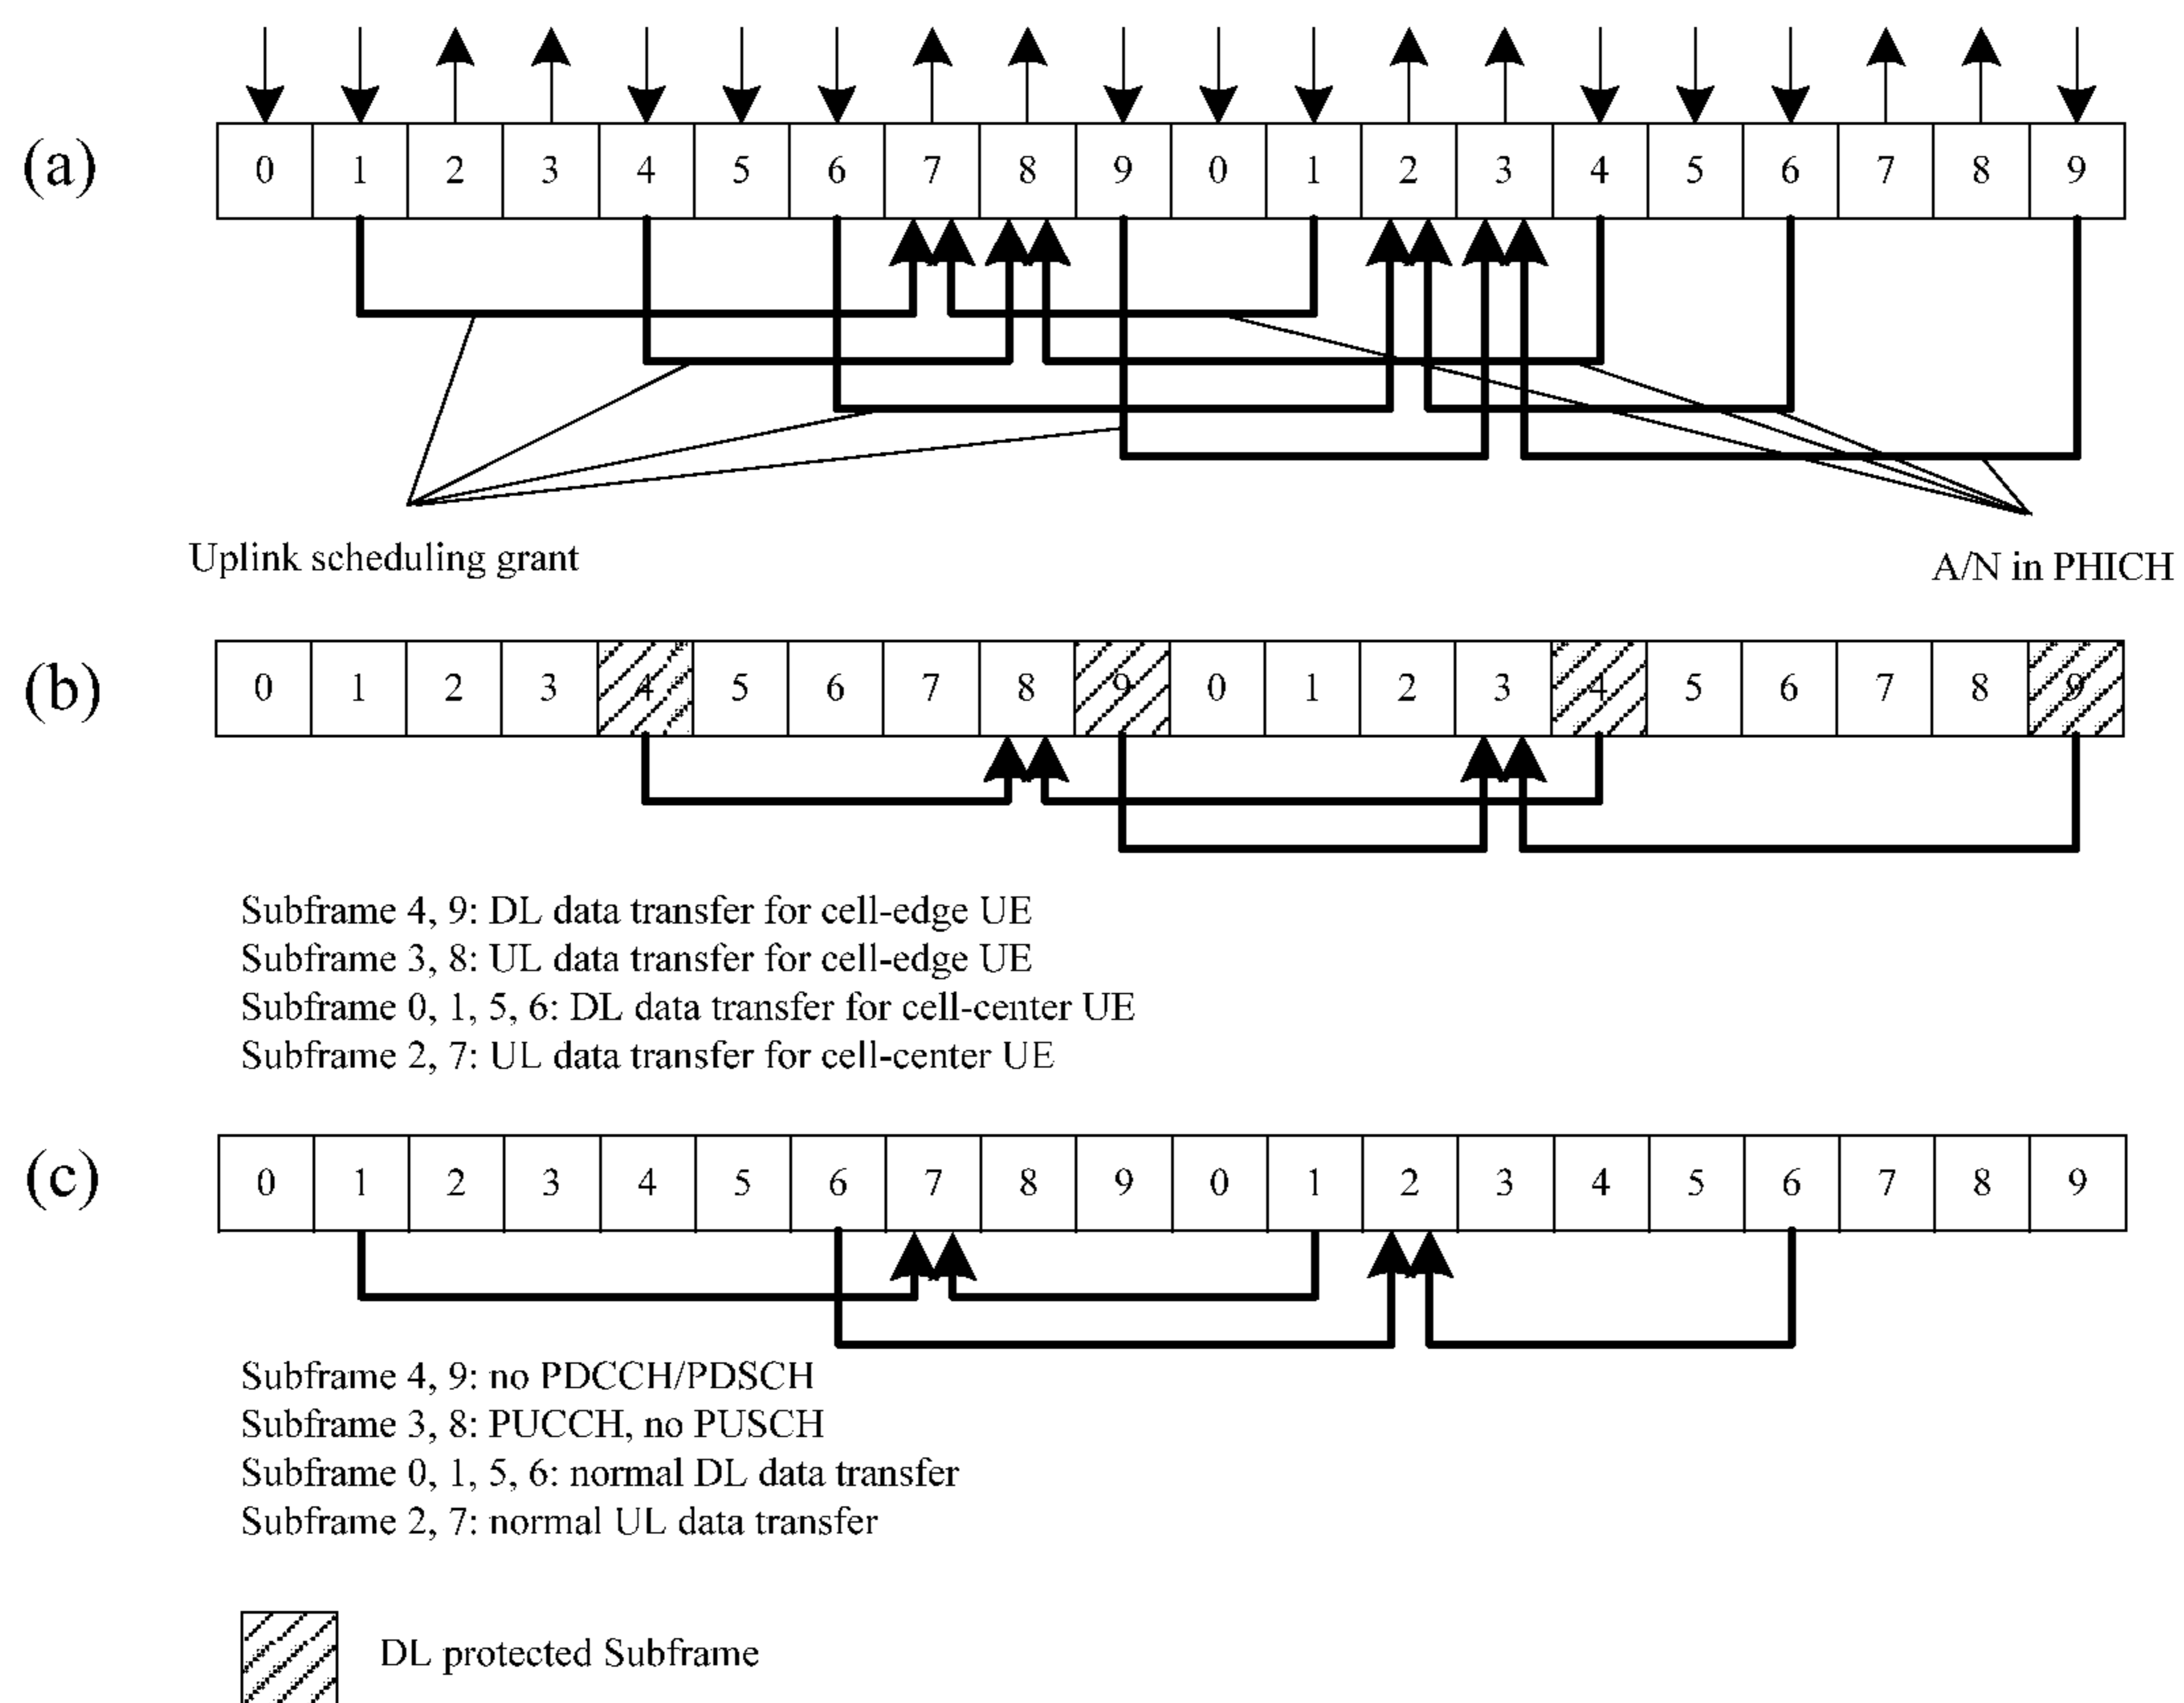 (a) 0 1 2 3 4 5 6 7 8 9 0 1 2 3 4 5 6 7 8 9
Uplink scheduling grant
A/N in PHICH
(b) 0 1 2 3 4 5 6 7 8 9 0 1 2 3 4 5 6 7 8 9
Subframe 4, 9: DL data transfer for cell-edge UE
Subframe 3, 8: UL data transfer for cell-edge UE
Subframe 0, 1, 5, 6: DL data transfer for cell-center UE
Subframe 2, 7: UL data transfer for cell-center UE
(c) 0 1 2 3 4 5 6 7 8 9 0 1 2 3 4 5 6 7 8 9
Subframe 4, 9: no PDCCH/PDSCH
Subframe 3, 8: PUCCH, no PUSCH
Subframe 0, 1, 5, 6: normal DL data transfer
Subframe 2, 7: normal UL data transfer
DL protected Subframe